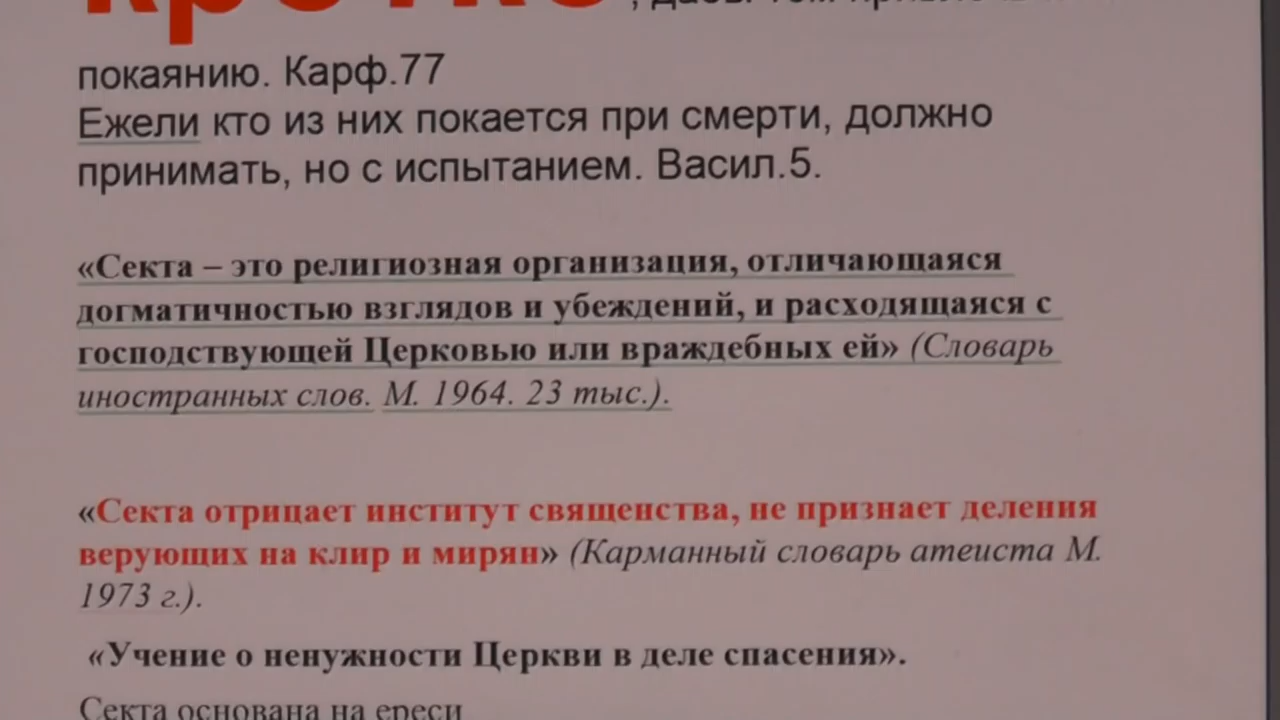 покаянию. Карф.77
Ежели кто из них покается при смерти, должно
принимать, но с испытанием. Васил.5.
«Секта – это религиозная организация, отличающаяся
догматичностью взглядов и убеждений, и расходящаяся с
господствующей Церковью или враждебных ей» (Словарь
иностранных слов. М. 1964. 23 тыс.).
«Секта отрицает институт священства, не признает деления
верующих на клир и мирян» (Карманный словарь атеиста М.
1973 г.).
«Учение о ненужности Церкви в деле спасения».
Секта основана на ереси